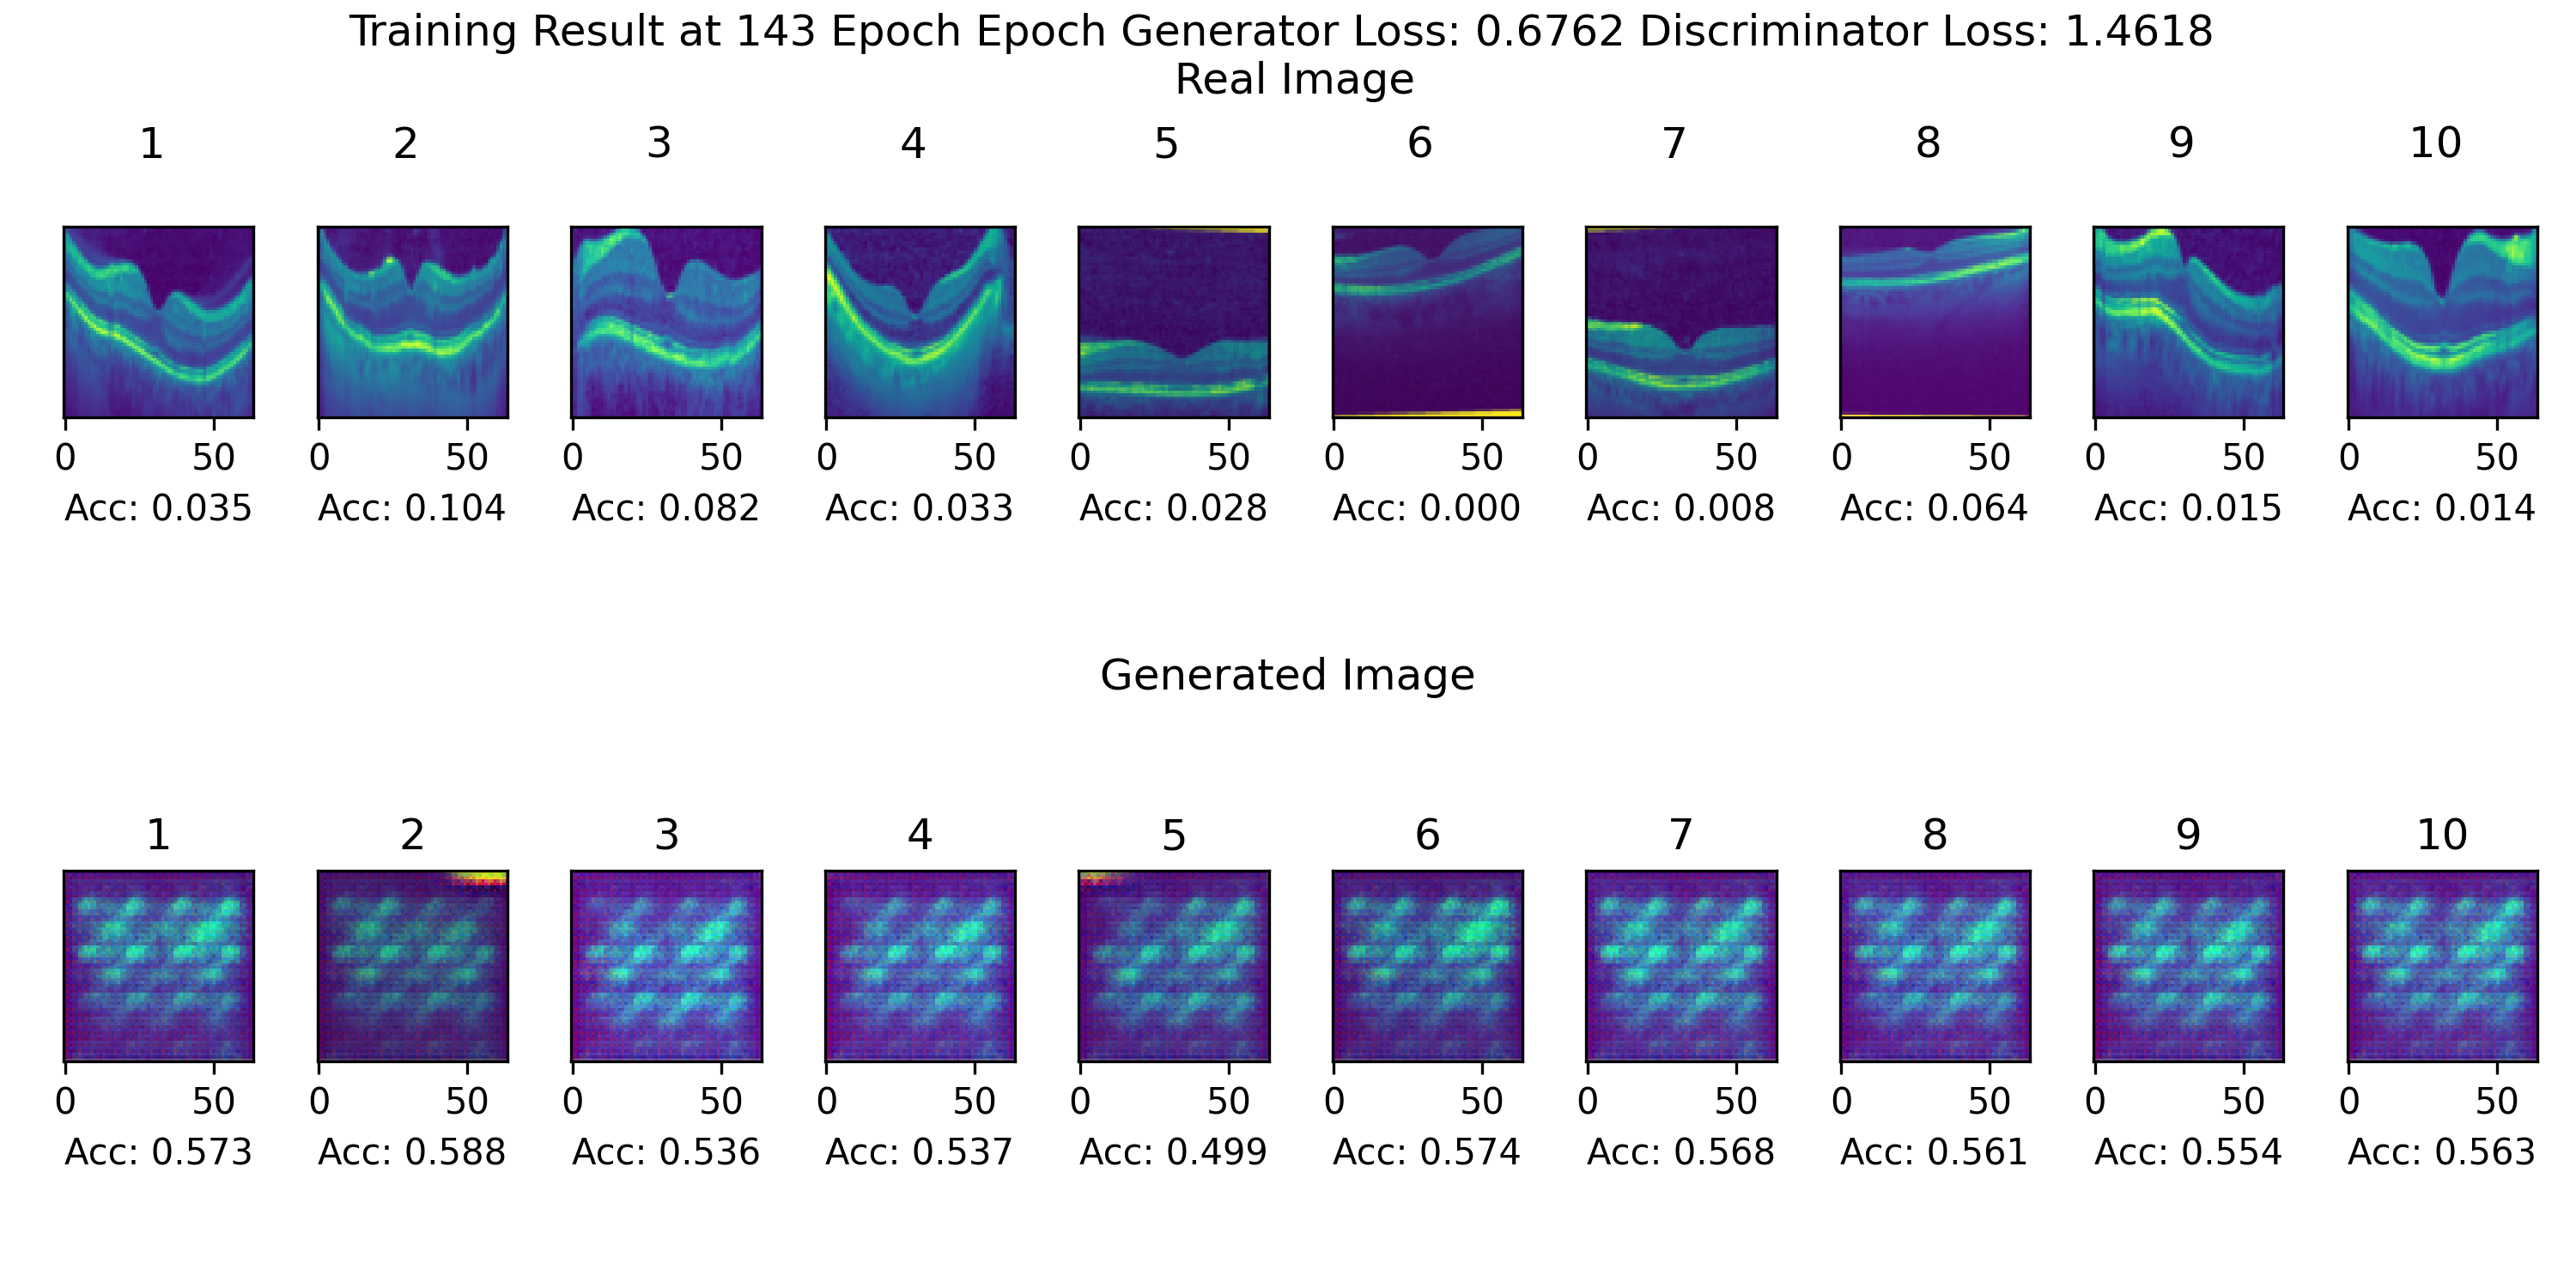 Training Result at 143 Epoch Epoch Generator Loss: 0.6762 Discriminator Loss: 1.4618
Real Image
1 2 3 4 5 6 7 8 9 10
0 50 0 50 0 50 0 50 0 50 0 50 0 50 0 50 0 50 0 50
Acc: 0.035 Acc: 0.104 Acc: 0.082 Acc: 0.033 Acc: 0.028 Acc: 0.000 Acc: 0.008 Acc: 0.064 Acc: 0.015 Acc: 0.014
Generated Image
1 2 3 4 5 6 7 8 9 10
0 50 0 50 0 50 0 50 0 50 0 50 0 50 0 50 0 50 0 50
Acc: 0.573 Acc: 0.588 Acc: 0.536 Acc: 0.537 Acc: 0.499 Acc: 0.574 Acc: 0.568 Acc: 0.561 Acc: 0.554 Acc: 0.563